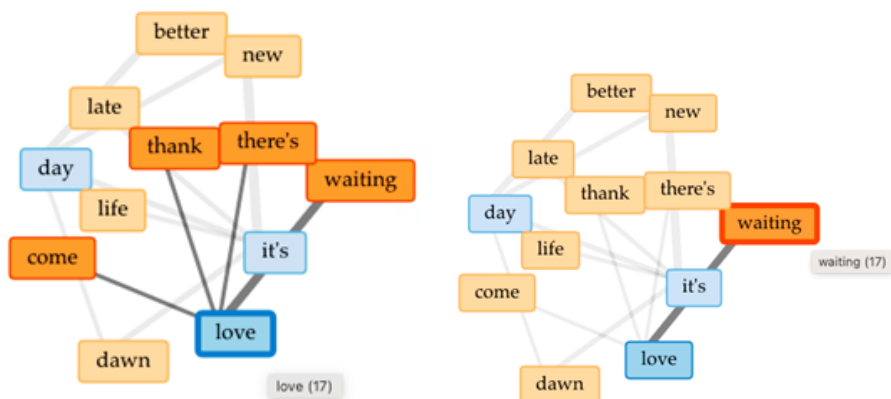 better
new
late
thank
there's
day
waiting
life
come
it's
love
dawn
love (17)
better
new
late
thank
there's
day
waiting
life
waiting (17)
come
it's
love
dawn